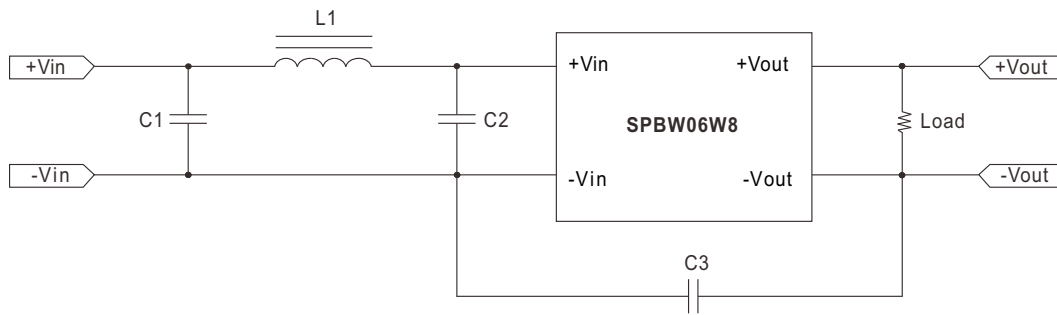 L1
+Vin
+Vin
+Vout
+Vout
C1
C2
SPBW06W8
Load
-Vin
-Vin
-Vout
-Vout
C3